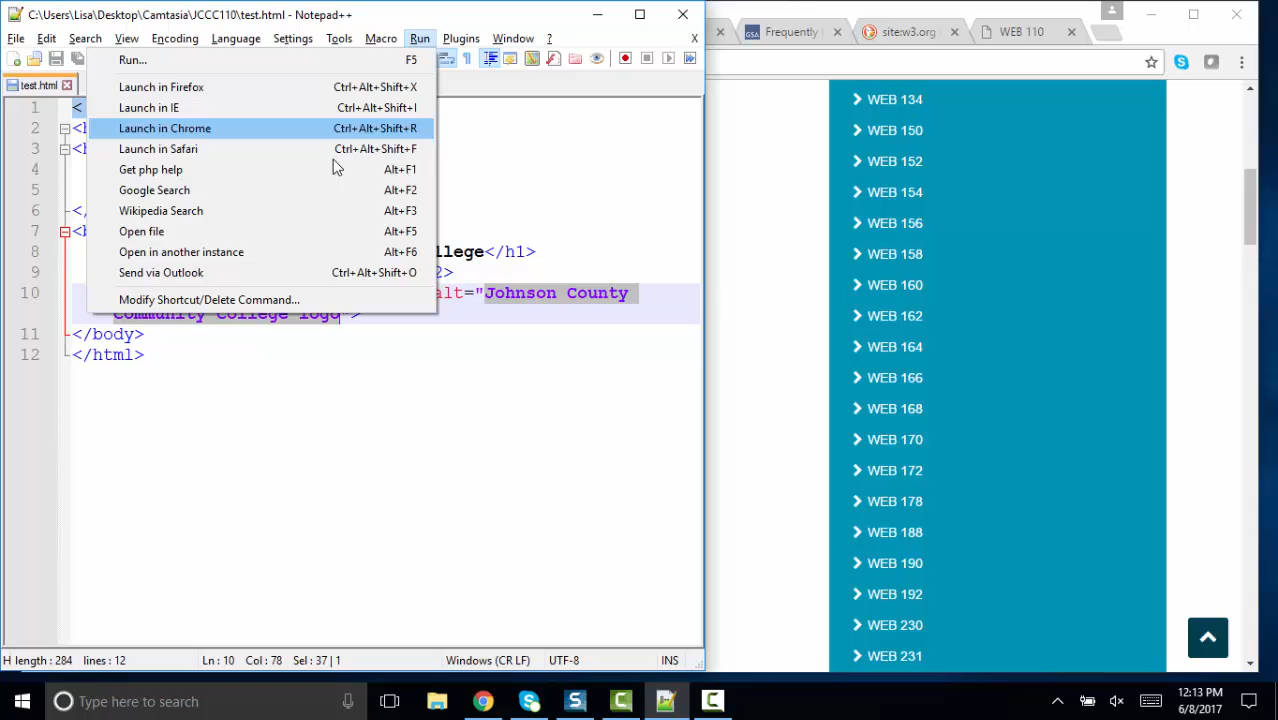 C:\Users\Lisa\Desktop\Camtasia\JCCC110\test.html - Notepad++
File Edit Search View Encoding Language Settings Tools Macro Run Plugins Window ? X
test.html
Run... F5
Launch in Firefox Ctrl+Alt+Shift+X
Launch in IE Ctrl+Alt+Shift+I
Launch in Chrome Ctrl+Alt+Shift+R
Launch in Safari Ctrl+Alt+Shift+F
Get php help Alt+F1
Google Search Alt+F2
Wikipedia Search Alt+F3
Open file Alt+F5
Open in another instance Alt+F6
Send via Outlook Ctrl+Alt+Shift+O
Modify Shortcut/Delete Command...
1 <
2 <h
3 <h
4
5
6 </
7 <b
8 llege</h1>
9 2>
10 alt="Johnson County
Community College logo">
11 </body>
12 </html>
H length : 284 lines : 12 Ln : 10 Col : 78 Sel : 37 | 1 Windows (CR LF) UTF-8 INS
GSA Frequently
site:w3.org
WEB 110
WEB 134
WEB 150
WEB 152
WEB 154
WEB 156
WEB 158
WEB 160
WEB 162
WEB 164
WEB 166
WEB 168
WEB 170
WEB 172
WEB 178
WEB 188
WEB 190
WEB 192
WEB 230
WEB 231
Type here to search
12:13 PM
6/8/2017